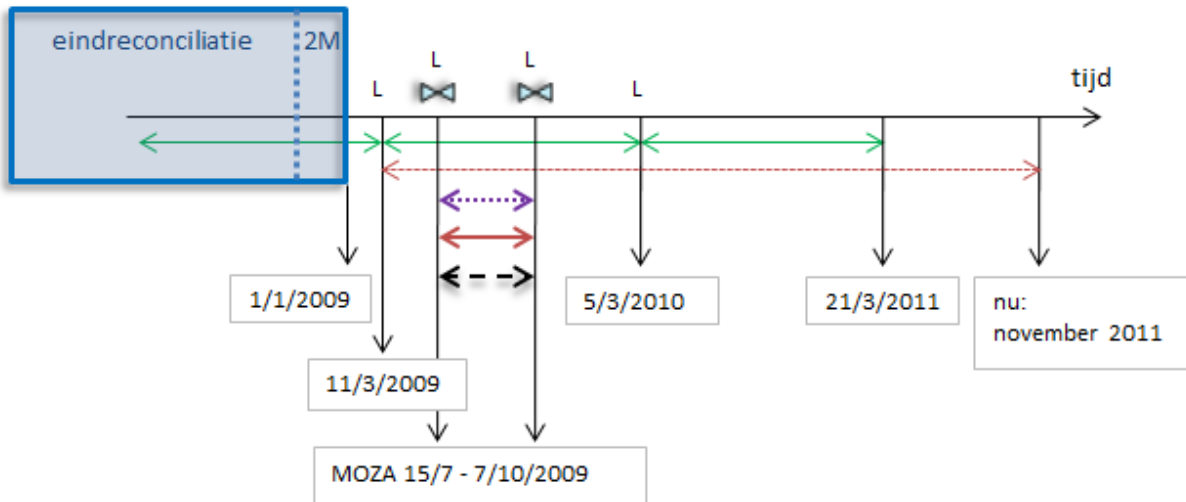 eindreconciliatie 2M
L L L L
tijd
1/1/2009
11/3/2009
5/3/2010
21/3/2011
nu:
november 2011
MOZA 15/7 - 7/10/2009